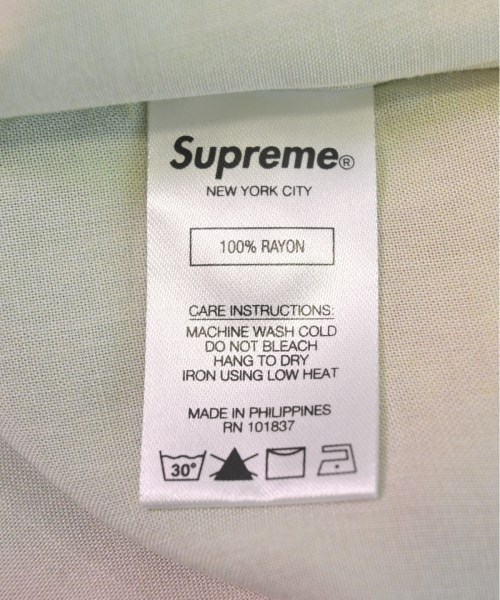 Supreme®
NEW YORK CITY
100% RAYON
CARE INSTRUCTIONS:
MACHINE WASH COLD
DO NOT BLEACH
HANG TO DRY
IRON USING LOW HEAT
MADE IN PHILIPPINES
RN 101837
30°